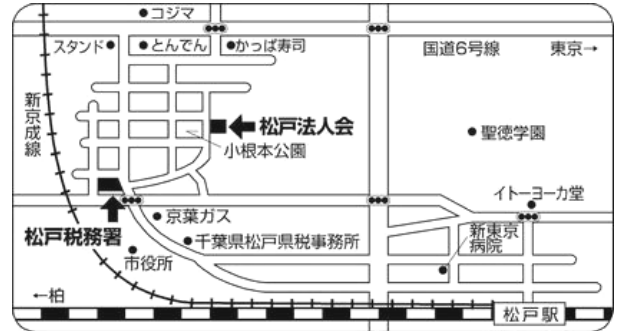 コジマ
スタンド
とんでん
かっぱ寿司
国道6号線
東京→
新京成線
松戸法人会
小根本公園
聖徳学園
イトーヨーカ堂
京葉ガス
松戸税務署
千葉県松戸県税事務所
新東京
病院
市役所
←柏
松戸駅